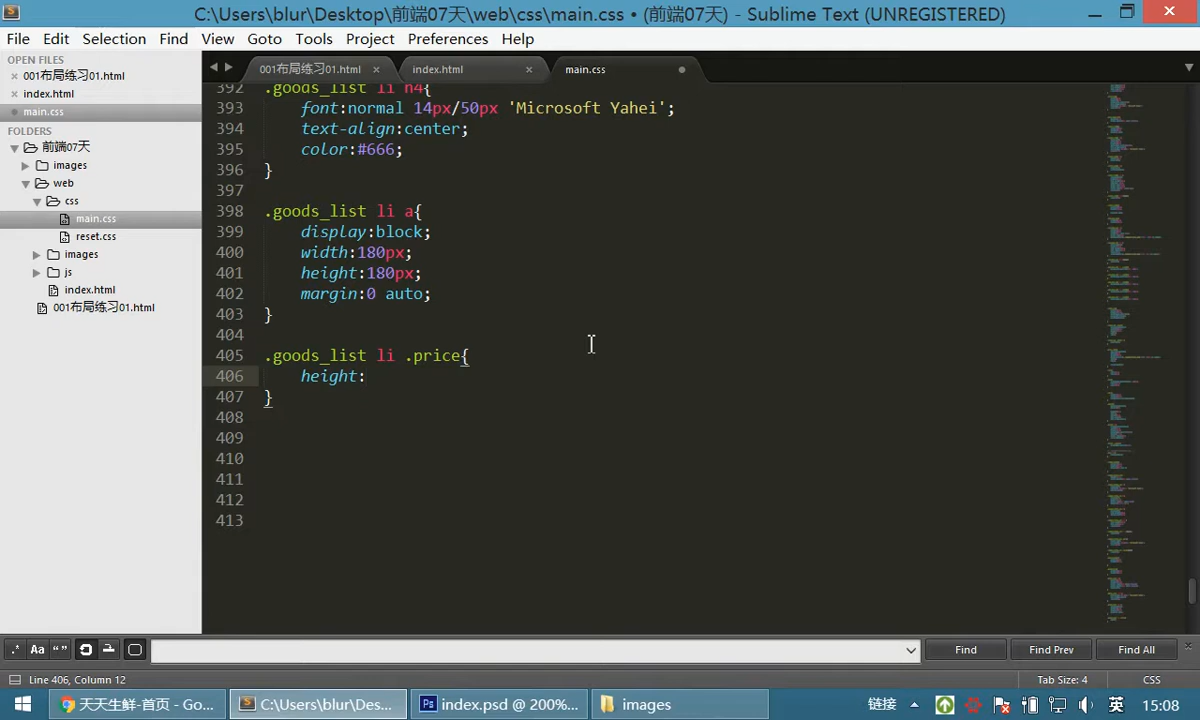 C:\Users\blur\Desktop\前端07天\web\css\main.css • (前端07天) - Sublime Text (UNREGISTERED)
File Edit Selection Find View Goto Tools Project Preferences Help
OPEN FILES
001布局练习01.html
index.html
main.css
FOLDERS
前端07天
images
web
css
main.css
reset.css
images
js
index.html
001布局练习01.html
001布局练习01.html index.html main.css
392 .goods_list li h4{
393 font:normal 14px/50px 'Microsoft Yahei';
394 text-align:center;
395 color:#666;
396 }
397
398 .goods_list li a{
399 display:block;
400 width:180px;
401 height:180px;
402 margin:0 auto;
403 }
404
405 .goods_list li .price{
406 height:
407 }
408
409
410
411
412
413
.* Aa “” Find Find Prev Find All
Line 406, Column 12 Tab Size: 4 CSS
天天生鲜-首页 - Go... C:\Users\blur\Des... index.psd @ 200%... images 链接 英 15:08